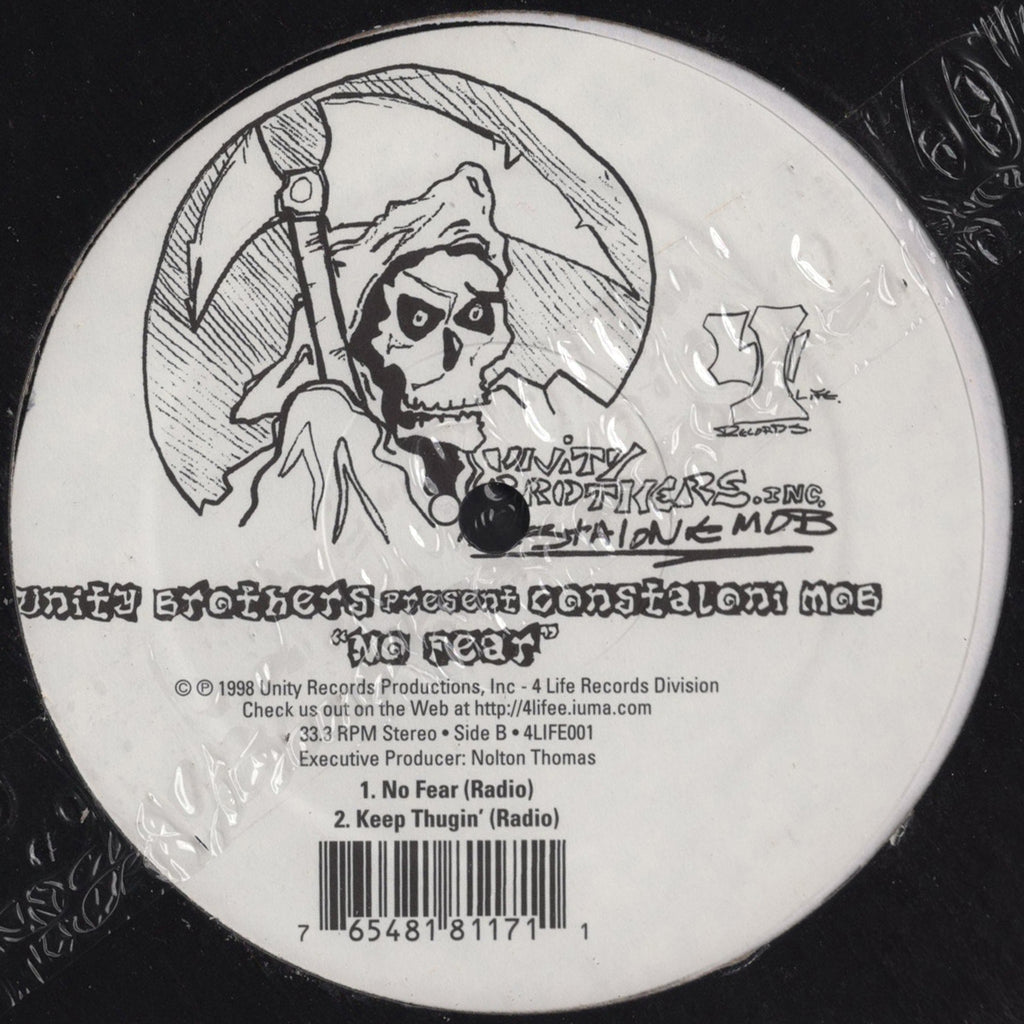 4
LIFE.
RECORDS.
UNITY
BROTHERS.INC.
MOB
Unity Brothers Present Constaloni MOB
"NO Fear"
© ℗ 1998 Unity Records Productions, Inc - 4 Life Records Division
Check us out on the Web at http://4lifee.iuma.com
33.3 RPM Stereo • Side B • 4LIFE001
Executive Producer: Nolton Thomas
1. No Fear (Radio)
2. Keep Thugin' (Radio)
7 65481 81171 1